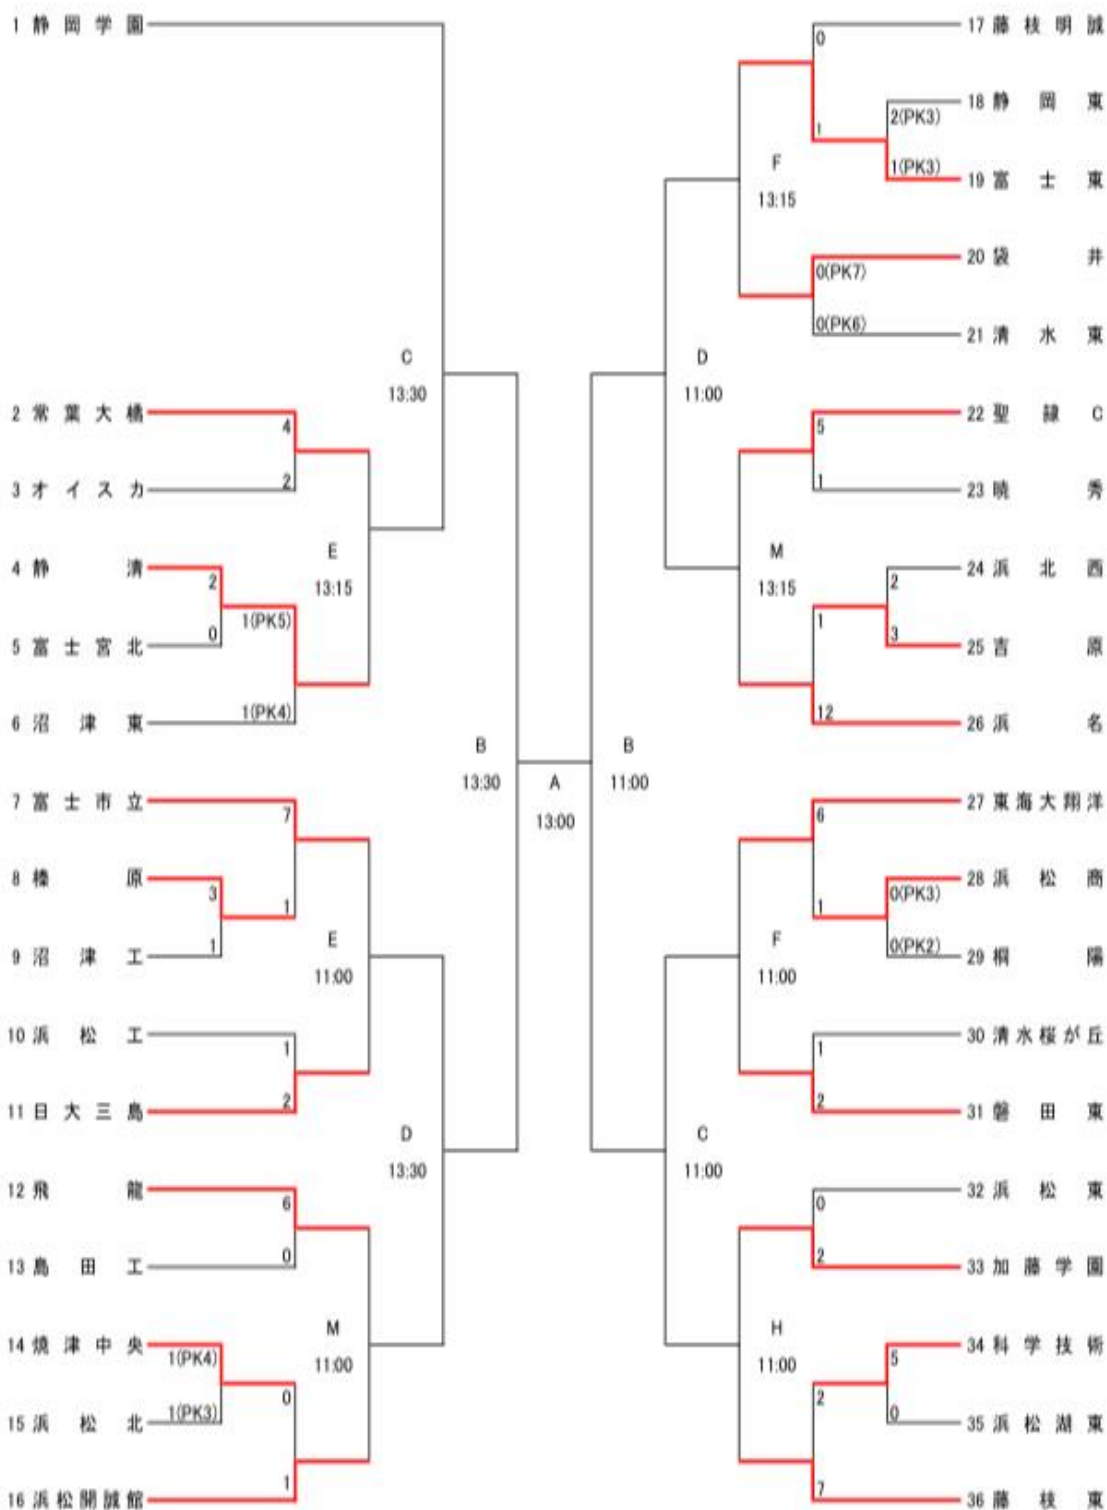 1 静岡学園
2 常葉大橘
4
3 オイスカ
2
4 静清
2
5 富士宮北
0
1(PK5)
6 沼津東
1(PK4)
E
13:15
C
13:30
7 富士市立
7
8 榛原
3
9 沼津工
1
1
E
11:00
10 浜松工
1
11 日大三島
2
12 飛龍
6
13 島田工
0
14 焼津中央
1(PK4)
15 浜松北
1(PK3)
0
16 浜松開誠館
1
M
11:00
D
13:30
B
13:30
A
13:00
B
11:00
17 藤枝明誠
0
18 静岡東
2(PK3)
19 富士東
1(PK3)
1
F
13:15
20 袋井
0(PK7)
21 清水東
0(PK6)
D
11:00
22 聖隷C
5
23 暁秀
1
M
13:15
24 浜北西
2
25 吉原
3
1
26 浜名
12
27 東海大翔洋
6
28 浜松商
0(PK3)
29 桐陽
0(PK2)
1
F
11:00
30 清水桜が丘
1
31 磐田東
2
C
11:00
32 浜松東
0
33 加藤学園
2
H
11:00
34 科学技術
5
35 浜松湖東
0
2
36 藤枝東
7